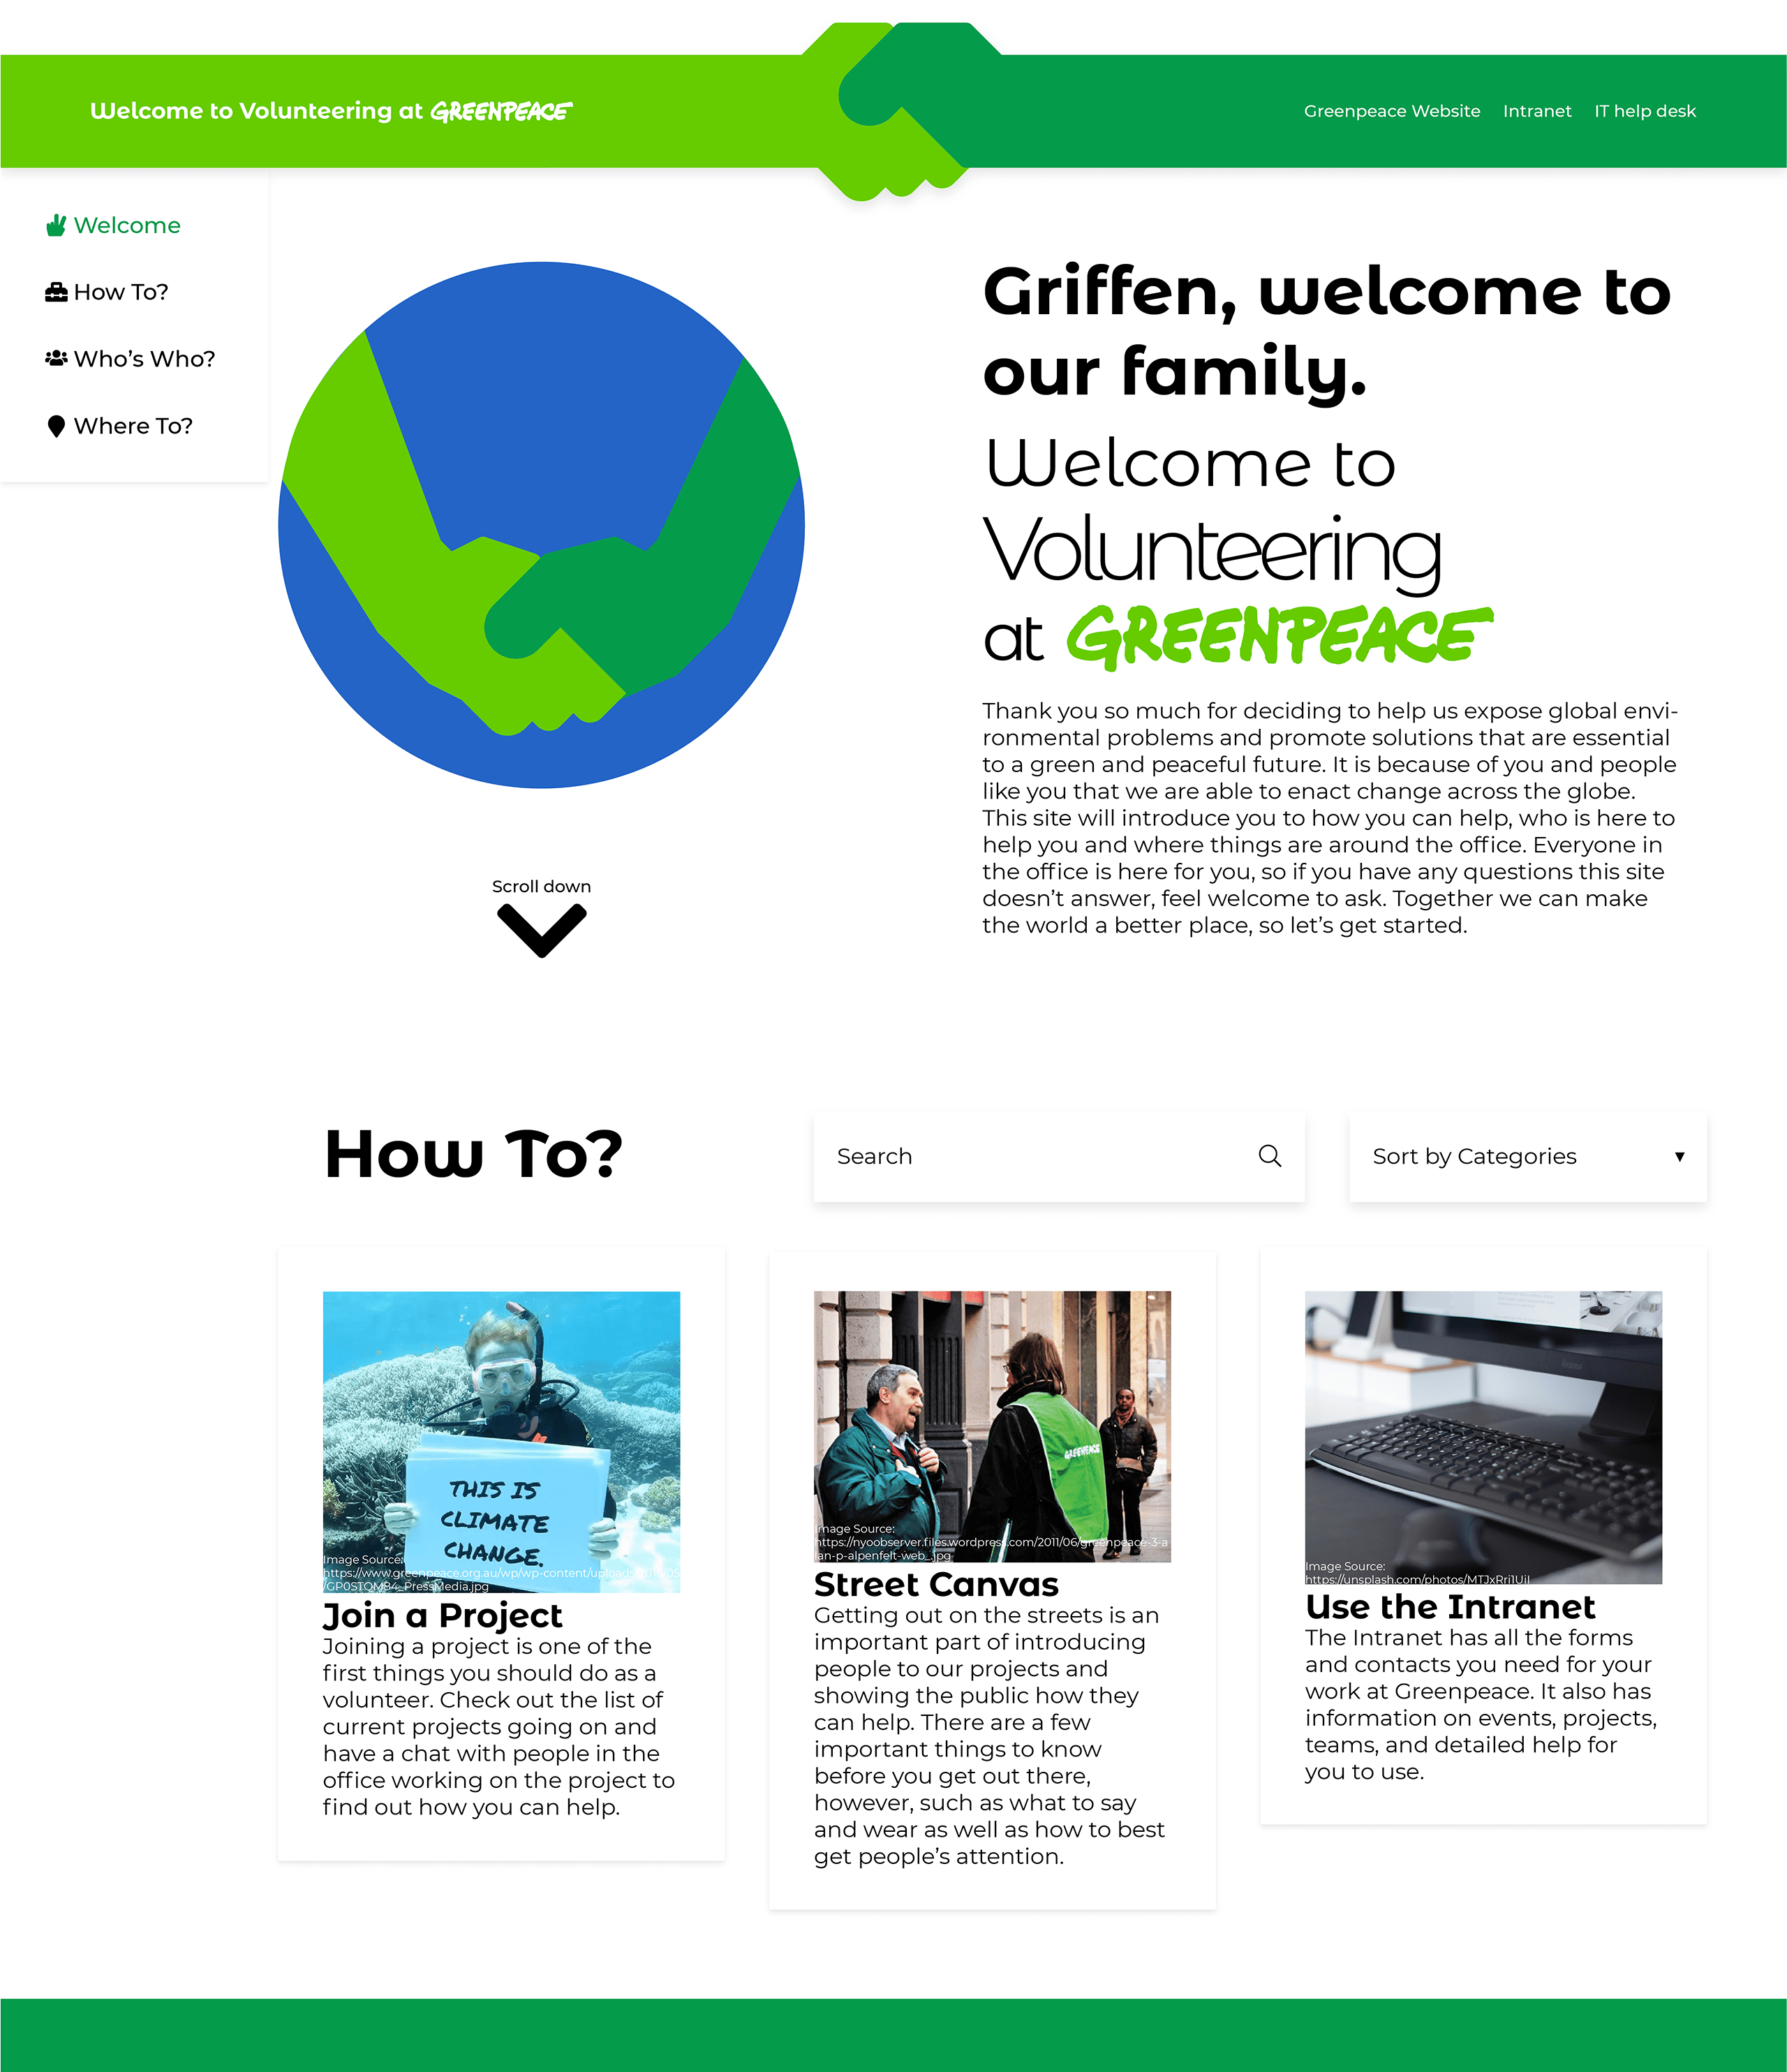 Welcome to Volunteering at GREENPEACE
Greenpeace Website Intranet IT help desk
Welcome
How To?
Who's Who?
Where To?
Griffen, welcome to
our family.
Welcome to
Volunteering
at GREENPEACE
Thank you so much for deciding to help us expose global envi-
ronmental problems and promote solutions that are essential
to a green and peaceful future. It is because of you and people
like you that we are able to enact change across the globe.
This site will introduce you to how you can help, who is here to
help you and where things are around the office. Everyone in
the office is here for you, so if you have any questions this site
doesn't answer, feel welcome to ask. Together we can make
the world a better place, so let's get started.
Scroll down
How To?
Search
Sort by Categories
THIS IS
CLIMATE
CHANGE.
Image Source:
/GP0STQM84_PressMedia.jpg
Join a Project
Joining a project is one of the
first things you should do as a
volunteer. Check out the list of
current projects going on and
have a chat with people in the
office working on the project to
find out how you can help.
GREENPEACE
Image Source:
https://nyoobserver.files.wordpress.com/2011/06/greenpeace-3-a
lan-p-alpenfelt-web_.jpg
Street Canvas
Getting out on the streets is an
important part of introducing
people to our projects and
showing the public how they
can help. There are a few
important things to know
before you get out there,
however, such as what to say
and wear as well as how to best
get people's attention.
Image Source:
https://unsplash.com/photos/MTJxRri1UiI
Use the Intranet
The Intranet has all the forms
and contacts you need for your
work at Greenpeace. It also has
information on events, projects,
teams, and detailed help for
you to use.